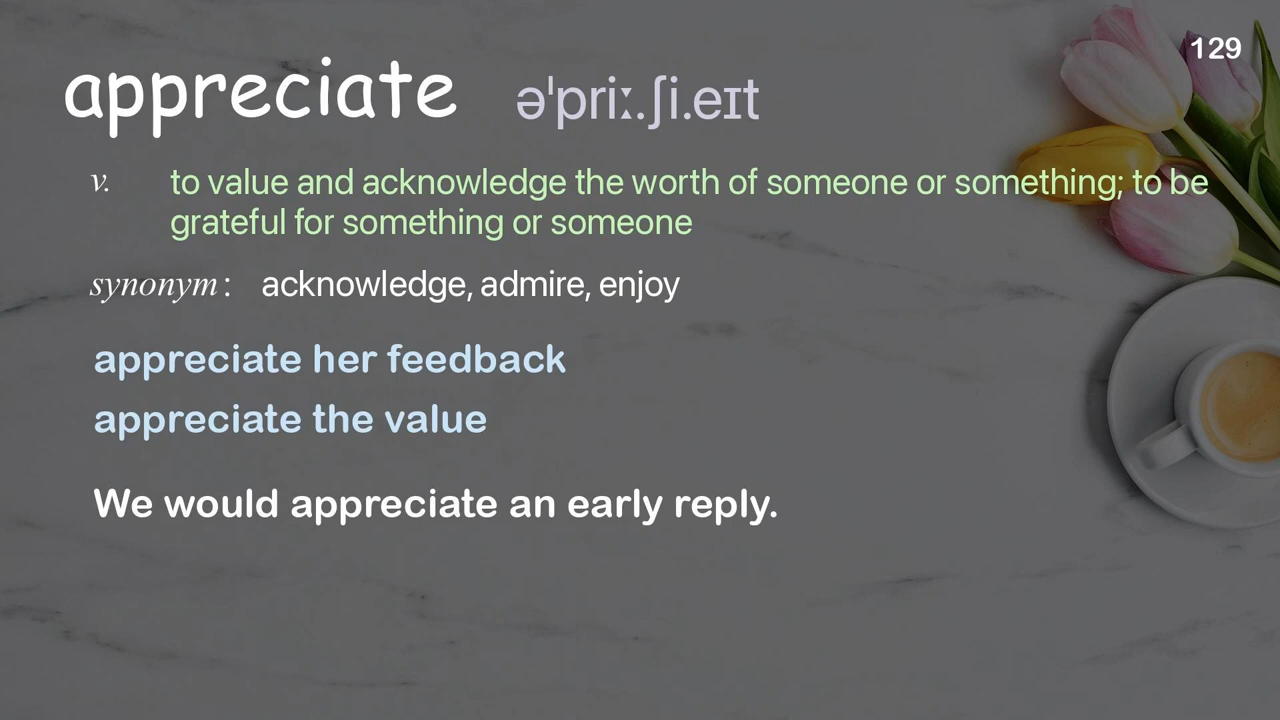 129
appreciate əˈpriː.ʃi.eɪt
v. to value and acknowledge the worth of someone or something; to be
grateful for something or someone
synonym: acknowledge, admire, enjoy
appreciate her feedback
appreciate the value
We would appreciate an early reply.